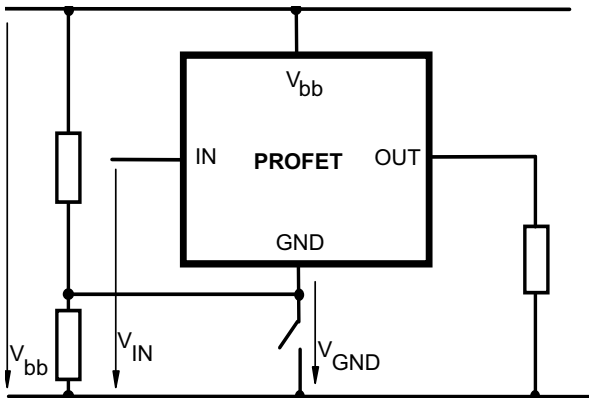 Vbb
IN
PROFET
OUT
GND
Vbb
VIN
VGND